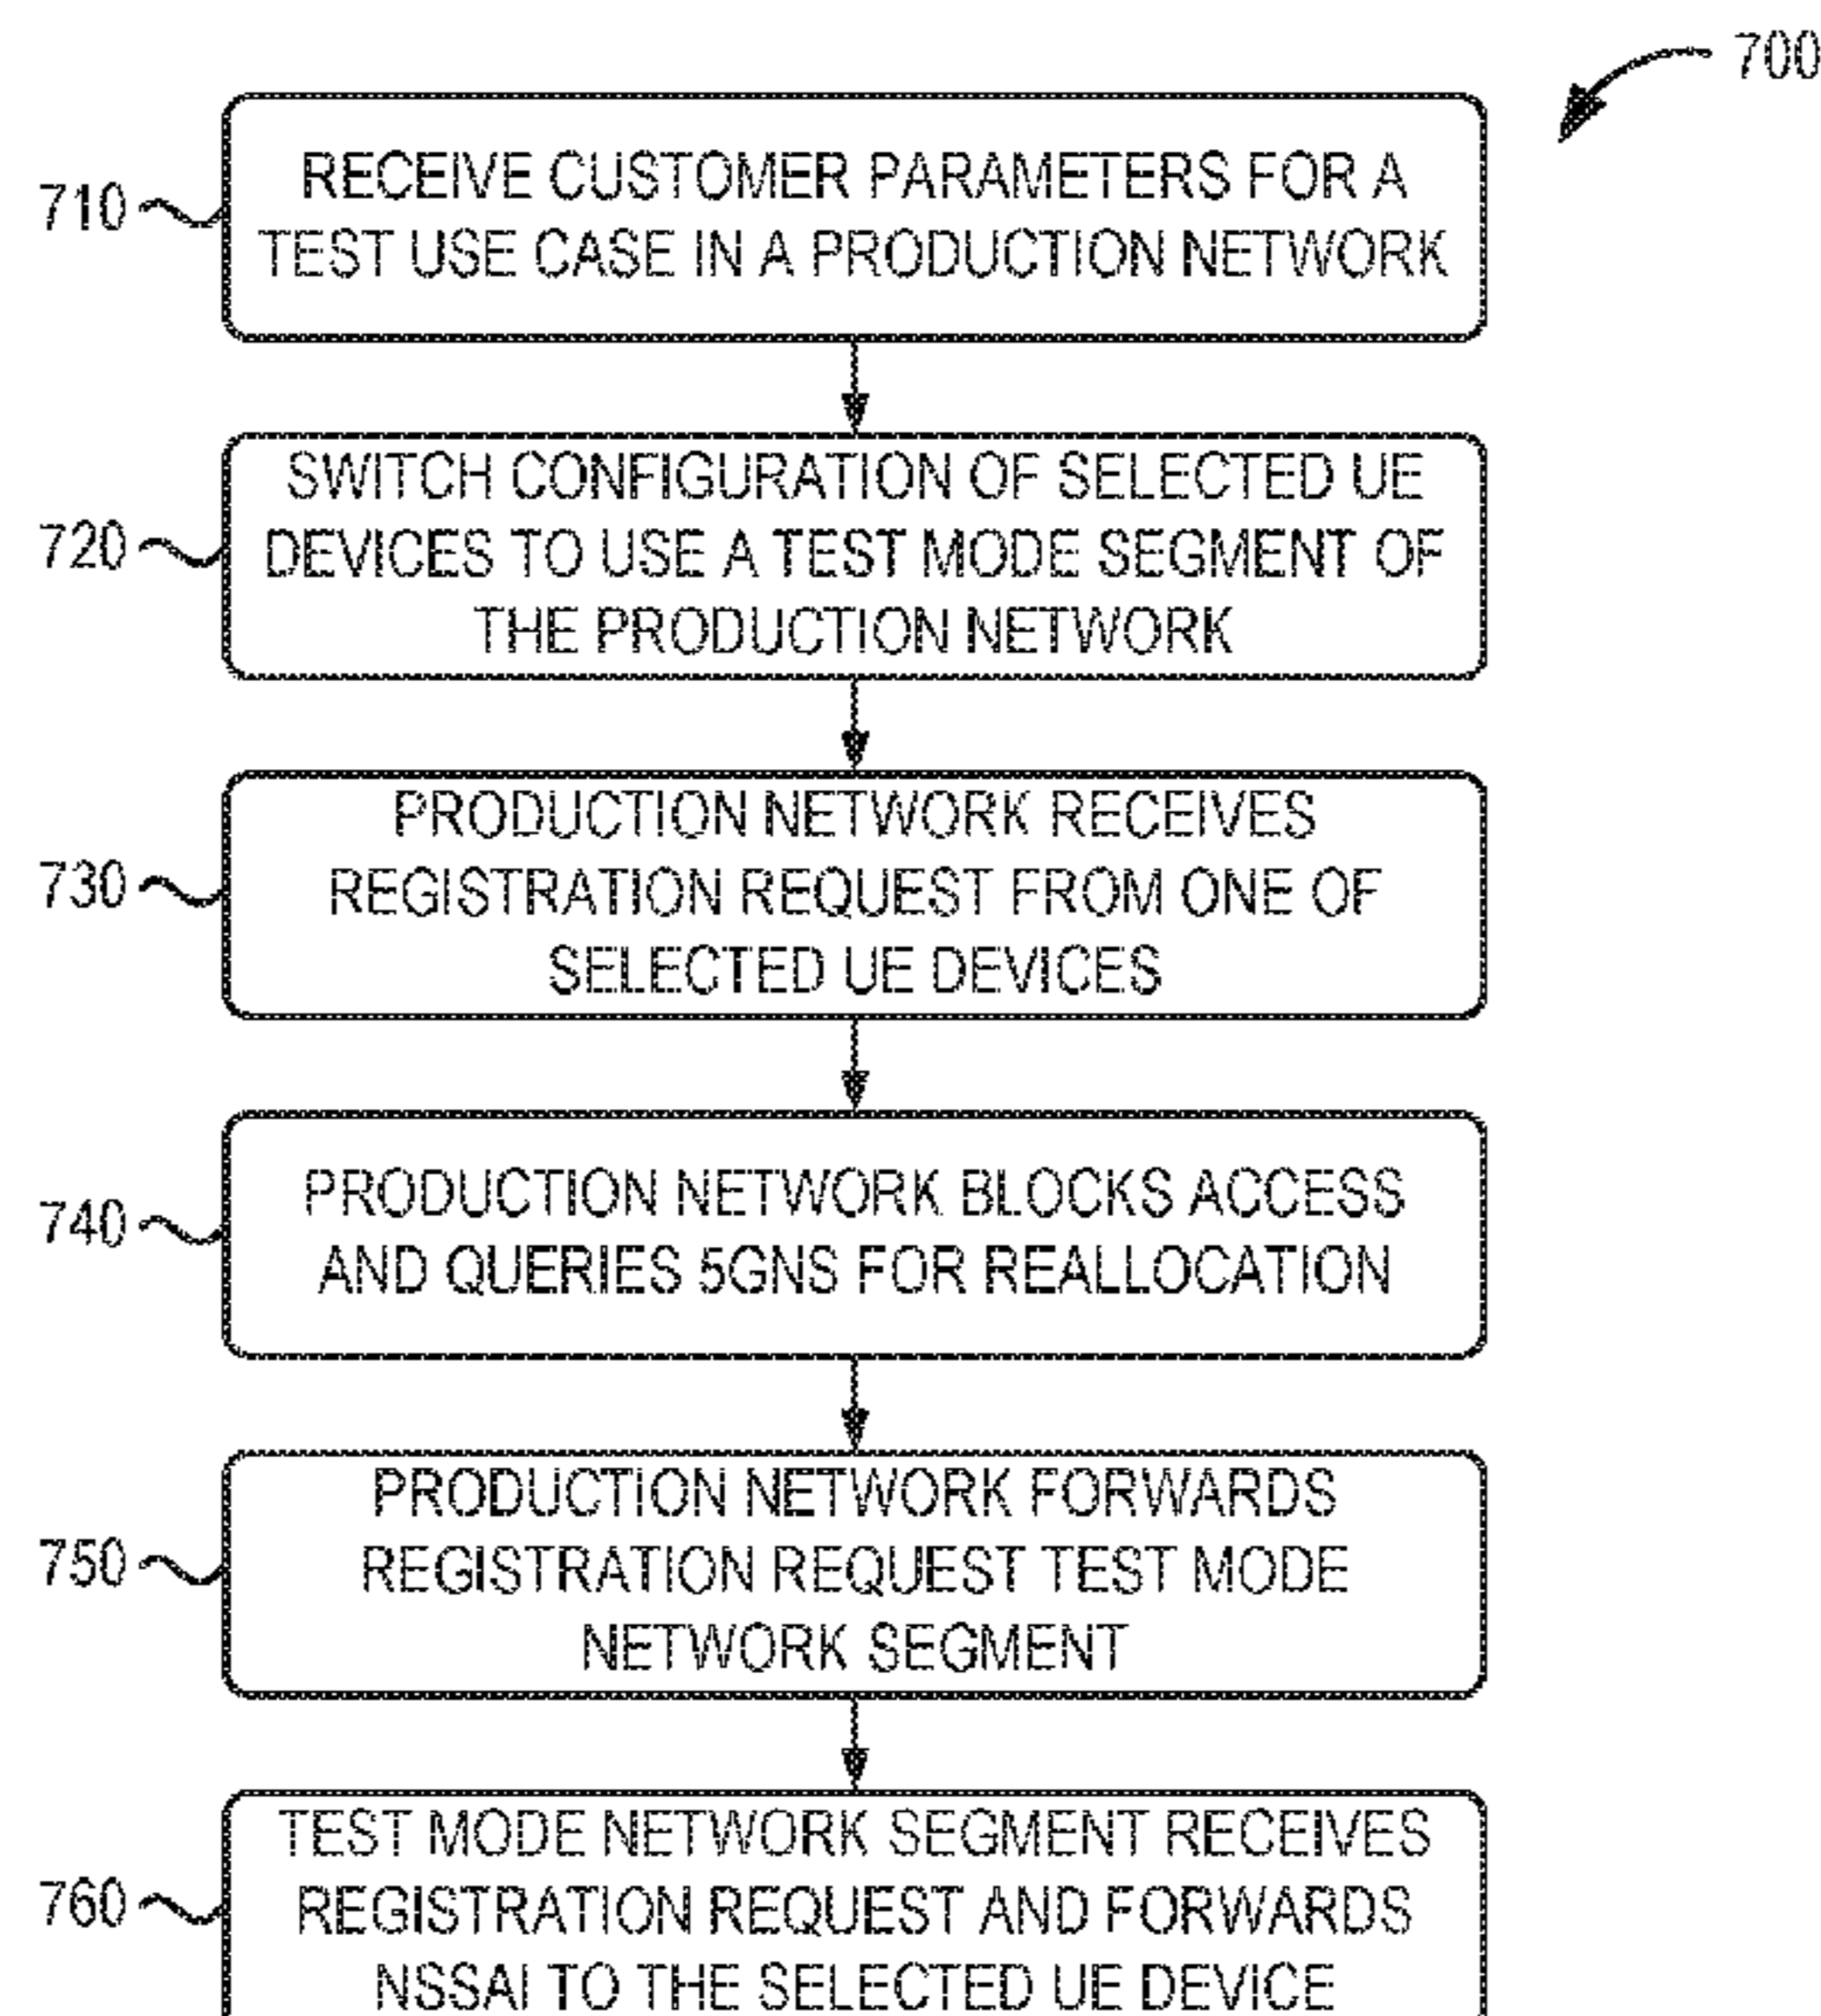 700
710
RECEIVE CUSTOMER PARAMETERS FOR A
TEST USE CASE IN A PRODUCTION NETWORK
720
SWITCH CONFIGURATION OF SELECTED UE
DEVICES TO USE A TEST MODE SEGMENT OF
THE PRODUCTION NETWORK
730
PRODUCTION NETWORK RECEIVES
REGISTRATION REQUEST FROM ONE OF
SELECTED UE DEVICES
740
PRODUCTION NETWORK BLOCKS ACCESS
AND QUERIES 5GNS FOR REALLOCATION
750
PRODUCTION NETWORK FORWARDS
REGISTRATION REQUEST TEST MODE
NETWORK SEGMENT
760
TEST MODE NETWORK SEGMENT RECEIVES
REGISTRATION REQUEST AND FORWARDS
NSSAI TO THE SELECTED UE DEVICE